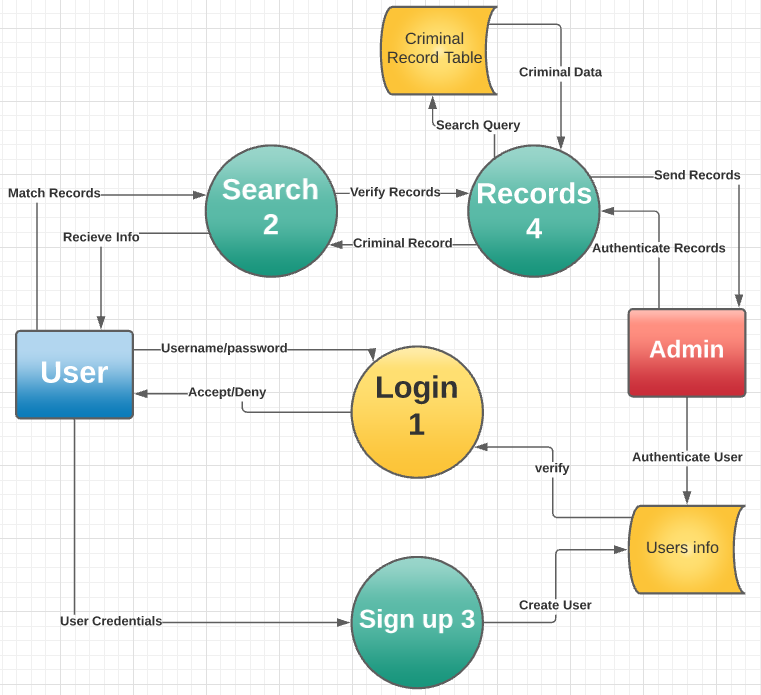 Criminal
Record Table
Criminal Data
Search Query
Search
2
Records
4
Match Records
Verify Records
Send Records
Recieve Info
Criminal Record
Authenticate Records
User
Username/password
Accept/Deny
Login
1
Admin
Authenticate User
verify
Users info
User Credentials
Sign up 3
Create User